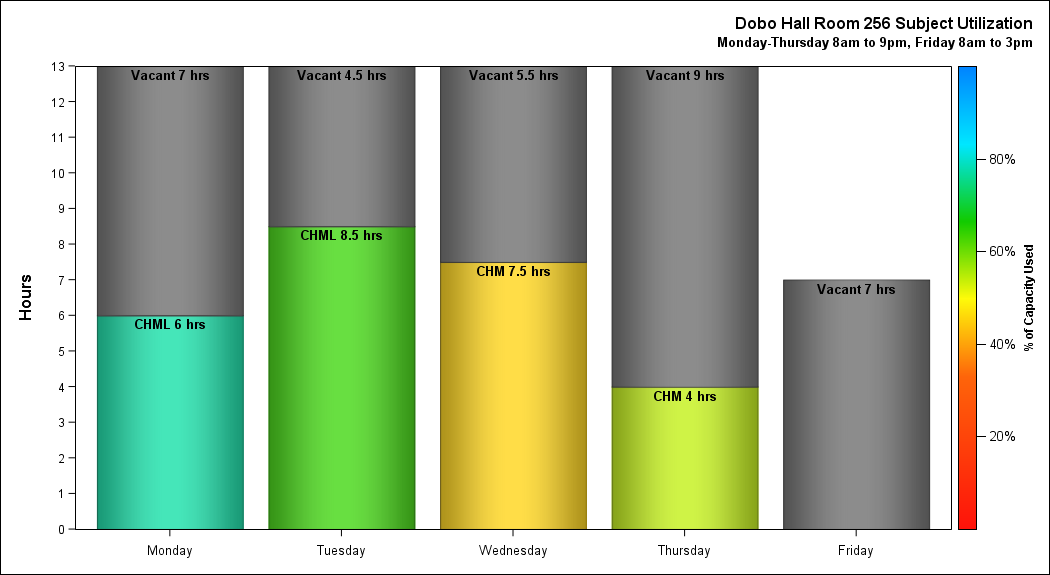 Dobo Hall Room 256 Subject Utilization
Monday-Thursday 8am to 9pm, Friday 8am to 3pm
13
12
11
10
9
8
7
6
5
4
3
2
1
0
Hours
Vacant 7 hrs
CHML 6 hrs
Vacant 4.5 hrs
CHML 8.5 hrs
Vacant 5.5 hrs
CHM 7.5 hrs
Vacant 9 hrs
CHM 4 hrs
Vacant 7 hrs
Monday
Tuesday
Wednesday
Thursday
Friday
80%
60%
40%
20%
% of Capacity Used